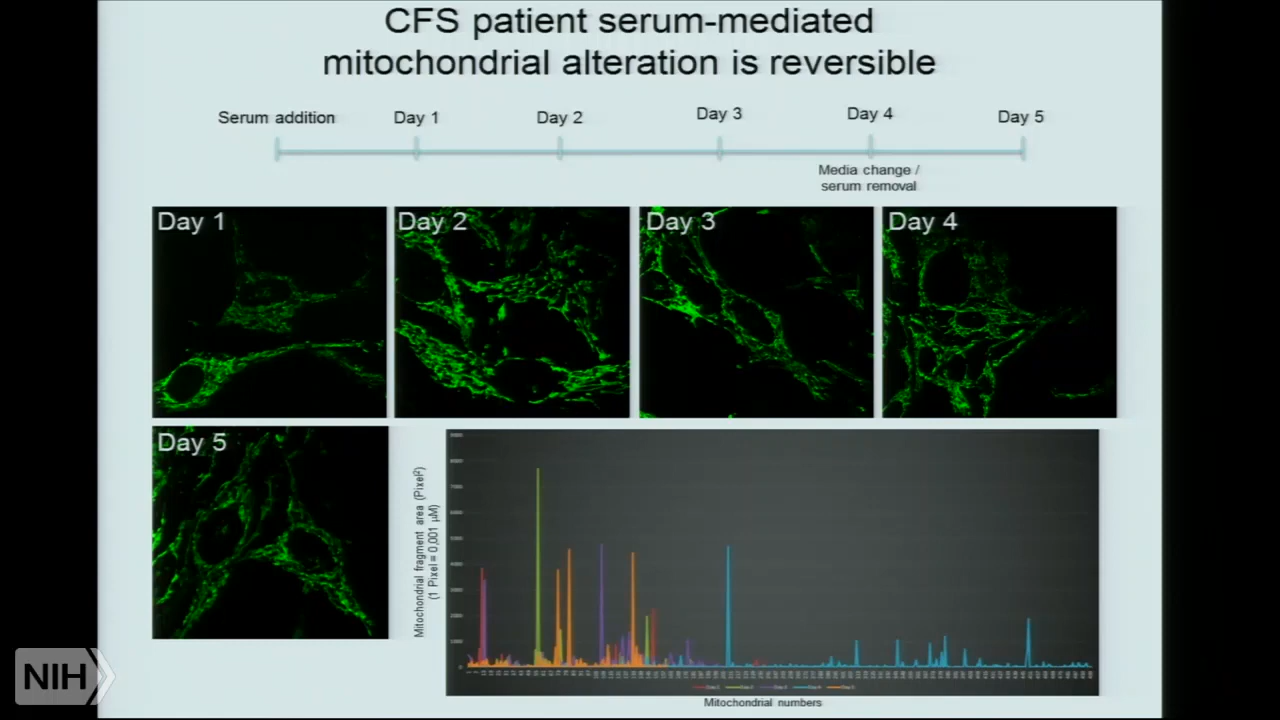 CFS patient serum-mediated
mitochondrial alteration is reversible
Serum addition Day 1 Day 2 Day 3 Day 4 Day 5
Media change /
serum removal
Day 1 Day 2 Day 3 Day 4
Day 5
Mitochondrial fragment area (Pixel²)
(1 Pixel = 0,001 µM)
Mitochondrial numbers
NIH